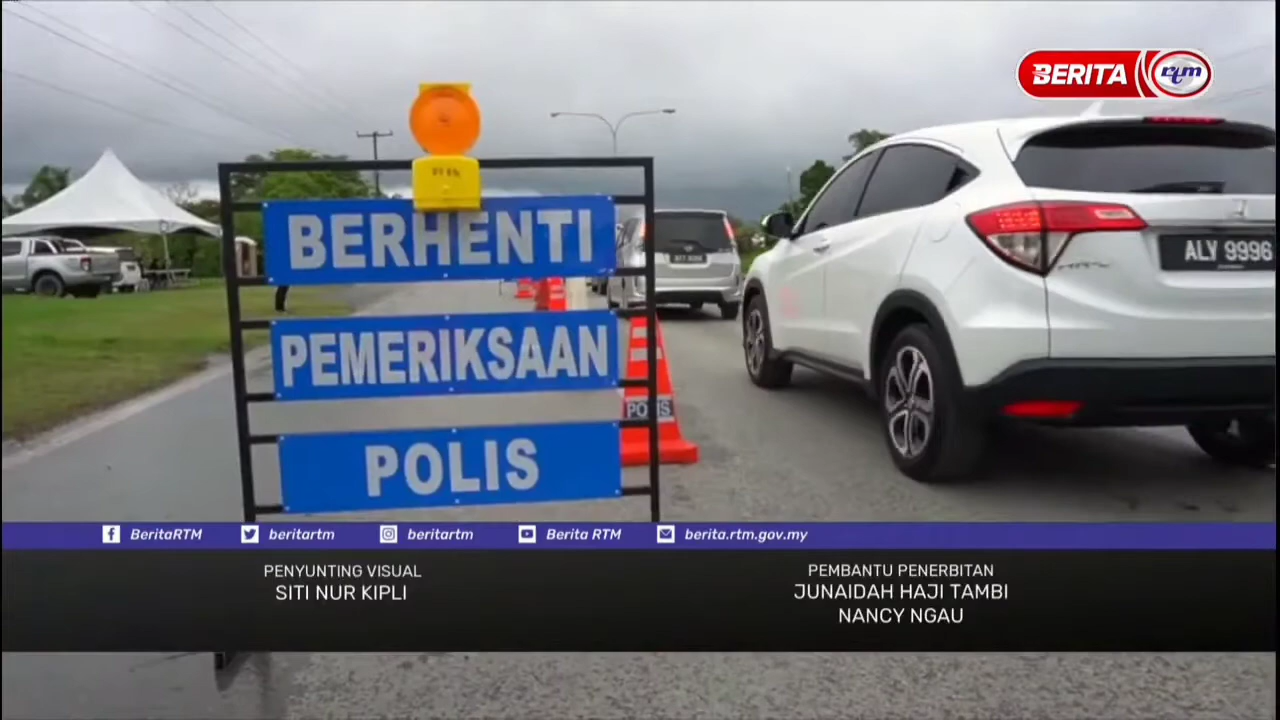 BERITA rtm
BERHENTI
PEMERIKSAAN
POLIS
POLIS
ALY 9996
BeritaRTM
beritartm
beritartm
Berita RTM
berita.rtm.gov.my
PENYUNTING VISUAL
SITI NUR KIPLI
PEMBANTU PENERBITAN
JUNAIDAH HAJI TAMBI
NANCY NGAU